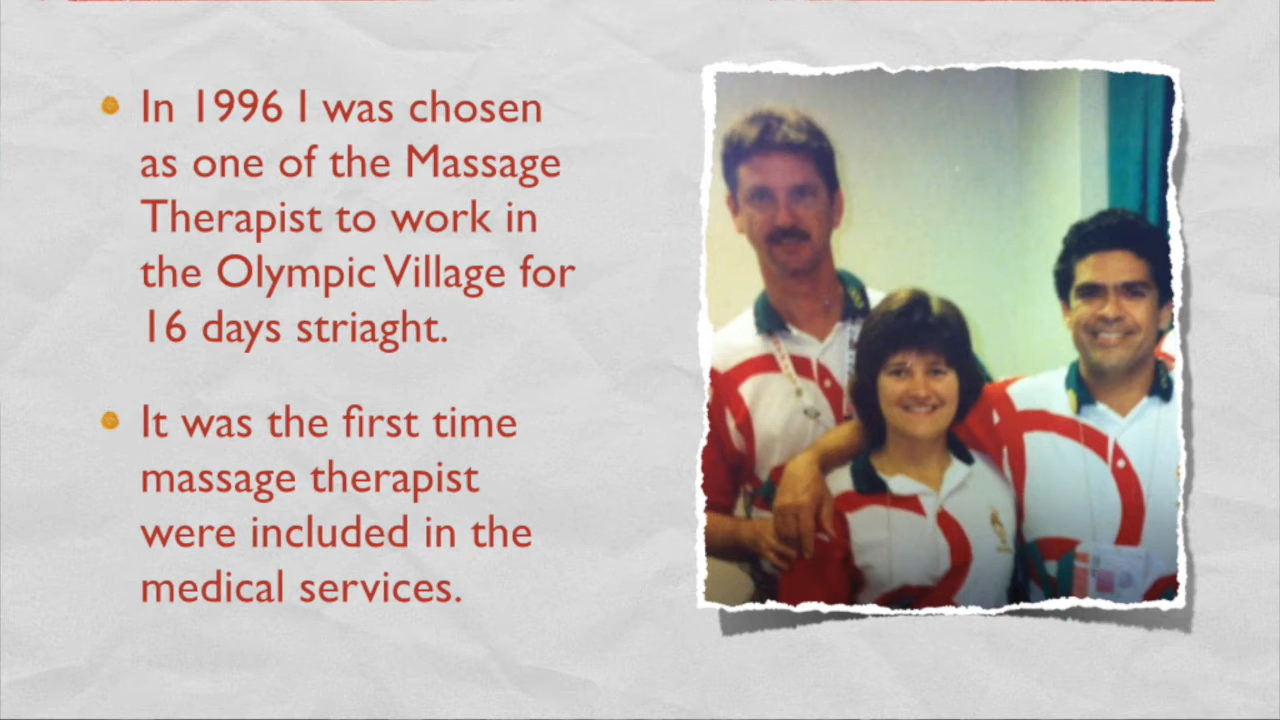 In 1996 I was chosen
as one of the Massage
Therapist to work in
the Olympic Village for
16 days striaght.
It was the first time
massage therapist
were included in the
medical services.